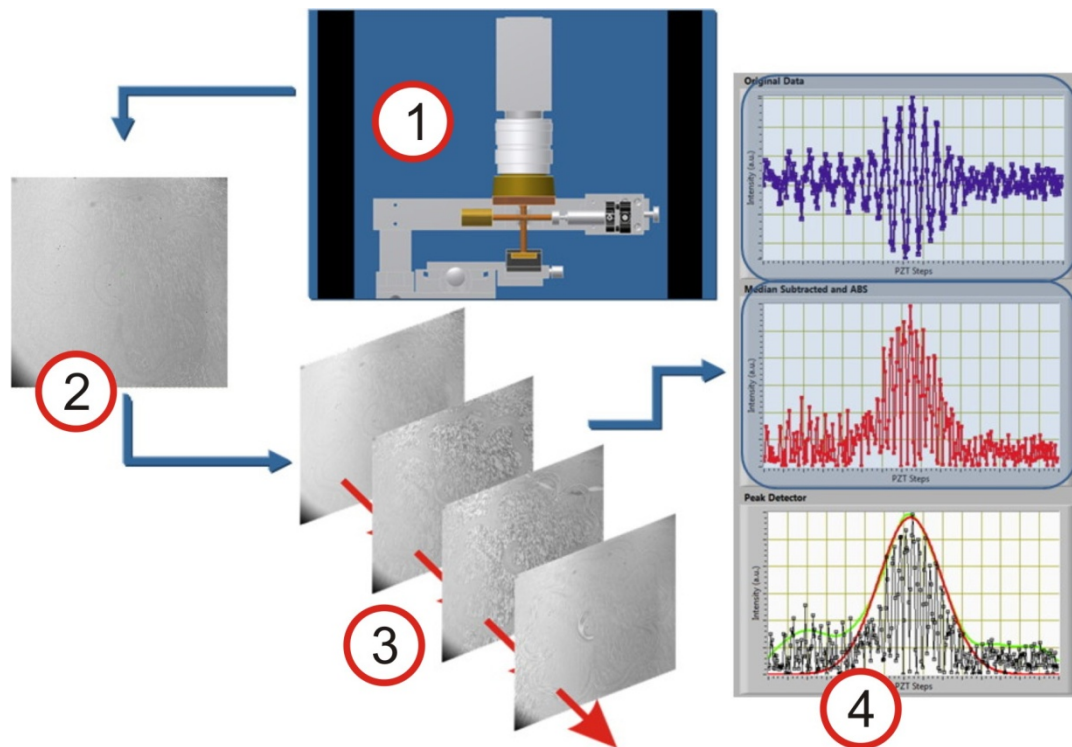 1
2
3
4
Original Data
Intensity (a.u.)
PZT Steps
Median Subtracted and ABS
Intensity (a.u.)
PZT Steps
Peak Detector
Intensity (a.u.)
PZT Steps